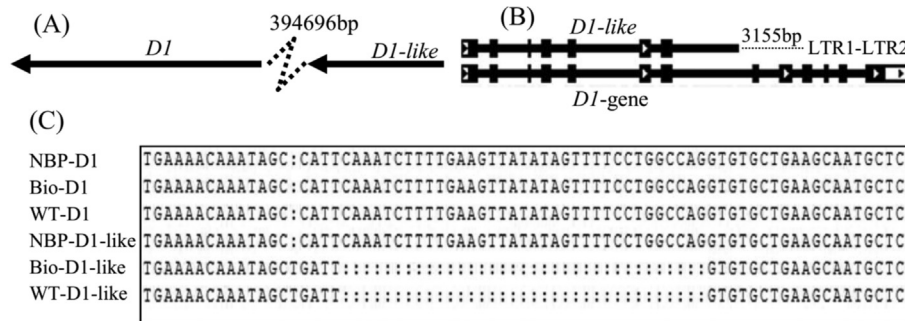 (A)
394696bp
D1
D1-like
(B)
D1-like
3155bp
LTR1-LTR2
D1-gene
(C)
NBP-D1 TGAAAACAAATAGC:CATTCAAATCTTTTGAAGTTATATAGTTTTCCTGGCCAGGTGTGCTGAAGCAATGCTC
Bio-D1 TGAAAACAAATAGC:CATTCAAATCTTTTGAAGTTATATAGTTTTCCTGGCCAGGTGTGCTGAAGCAATGCTC
WT-D1 TGAAAACAAATAGC:CATTCAAATCTTTTGAAGTTATATAGTTTTCCTGGCCAGGTGTGCTGAAGCAATGCTC
NBP-D1-like TGAAAACAAATAGC:CATTCAAATCTTTTGAAGTTATATAGTTTTCCTGGCCAGGTGTGCTGAAGCAATGCTC
Bio-D1-like TGAAAACAAATAGCTGATT:::::::::::::::::::::::::::::::::::GTGTGCTGAAGCAATGCTC
WT-D1-like TGAAAACAAATAGCTGATT:::::::::::::::::::::::::::::::::::GTGTGCTGAAGCAATGCTC